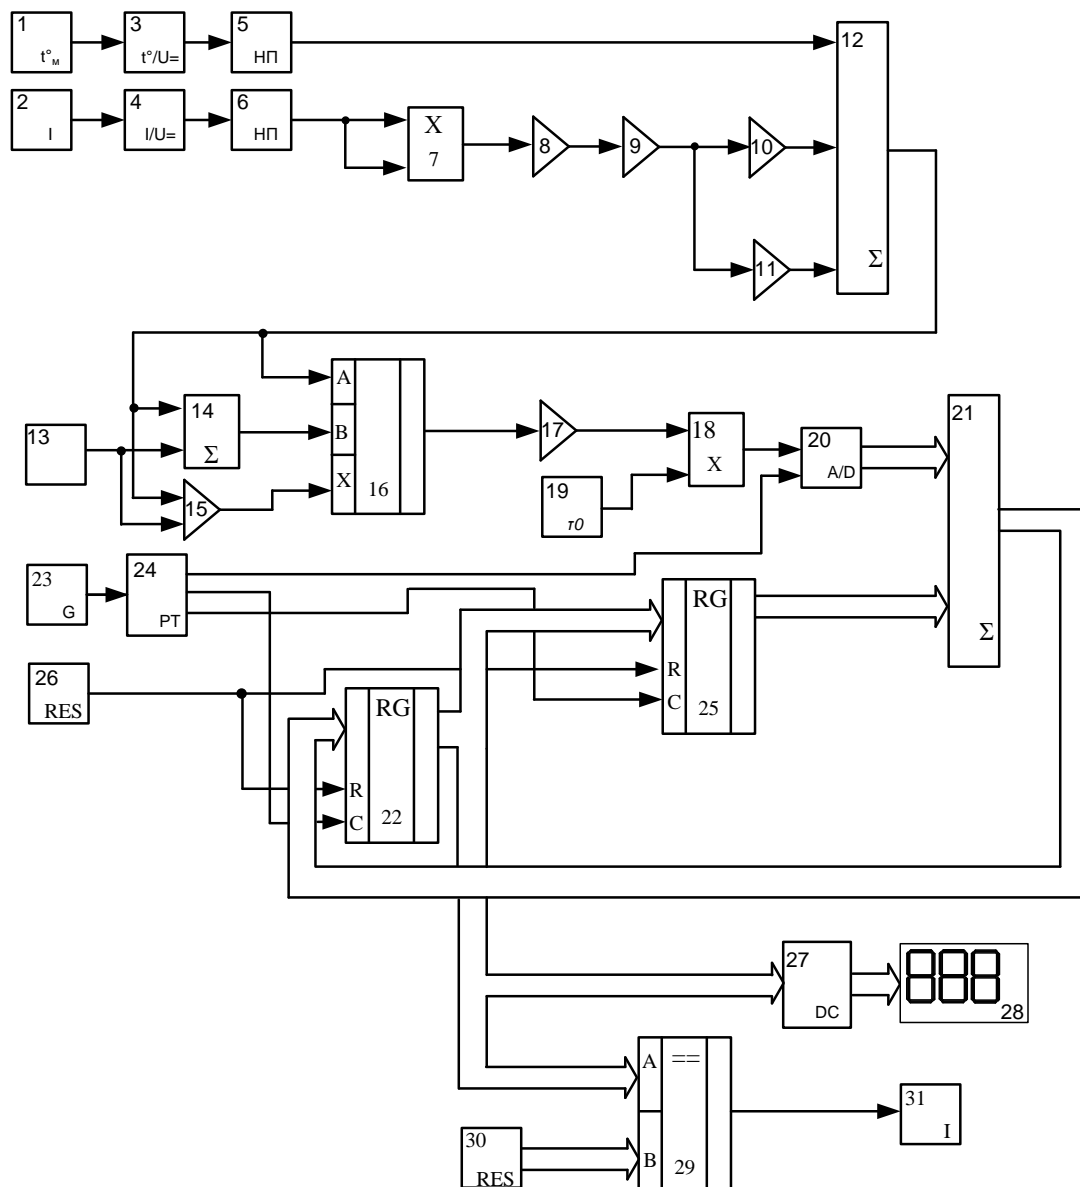 1
t°м
3
t°/U=
5
НП
12
Σ
2
I
4
I/U=
6
НП
X
7
8
9
10
11
13
14
Σ
15
A
B
X
16
17
18
X
19
τ0
20
A/D
21
Σ
23
G
24
PT
RG
R
C
25
26
RES
RG
R
C
22
27
DC
28
A
==
B
29
30
RES
31
I